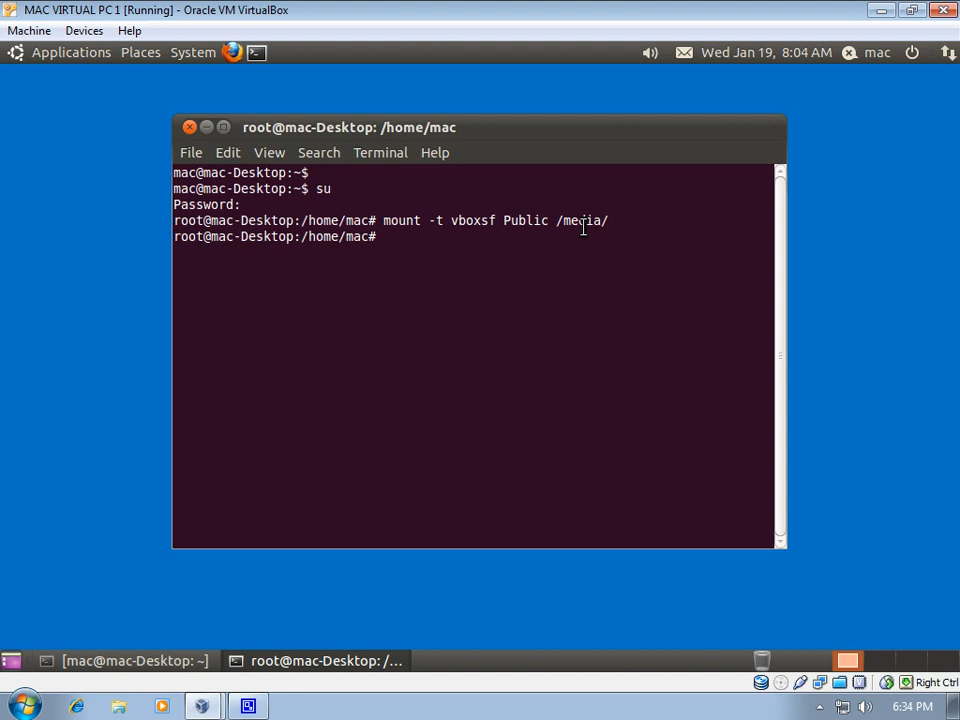 MAC VIRTUAL PC 1 [Running] - Oracle VM VirtualBox
Machine Devices Help
Applications Places System Wed Jan 19, 8:04 AM mac
root@mac-Desktop: /home/mac
File Edit View Search Terminal Help
mac@mac-Desktop:~$
mac@mac-Desktop:~$ su
Password:
root@mac-Desktop:/home/mac# mount -t vboxsf Public /media/
root@mac-Desktop:/home/mac#
[mac@mac-Desktop: ~] root@mac-Desktop: /...
Right Ctrl
6:34 PM